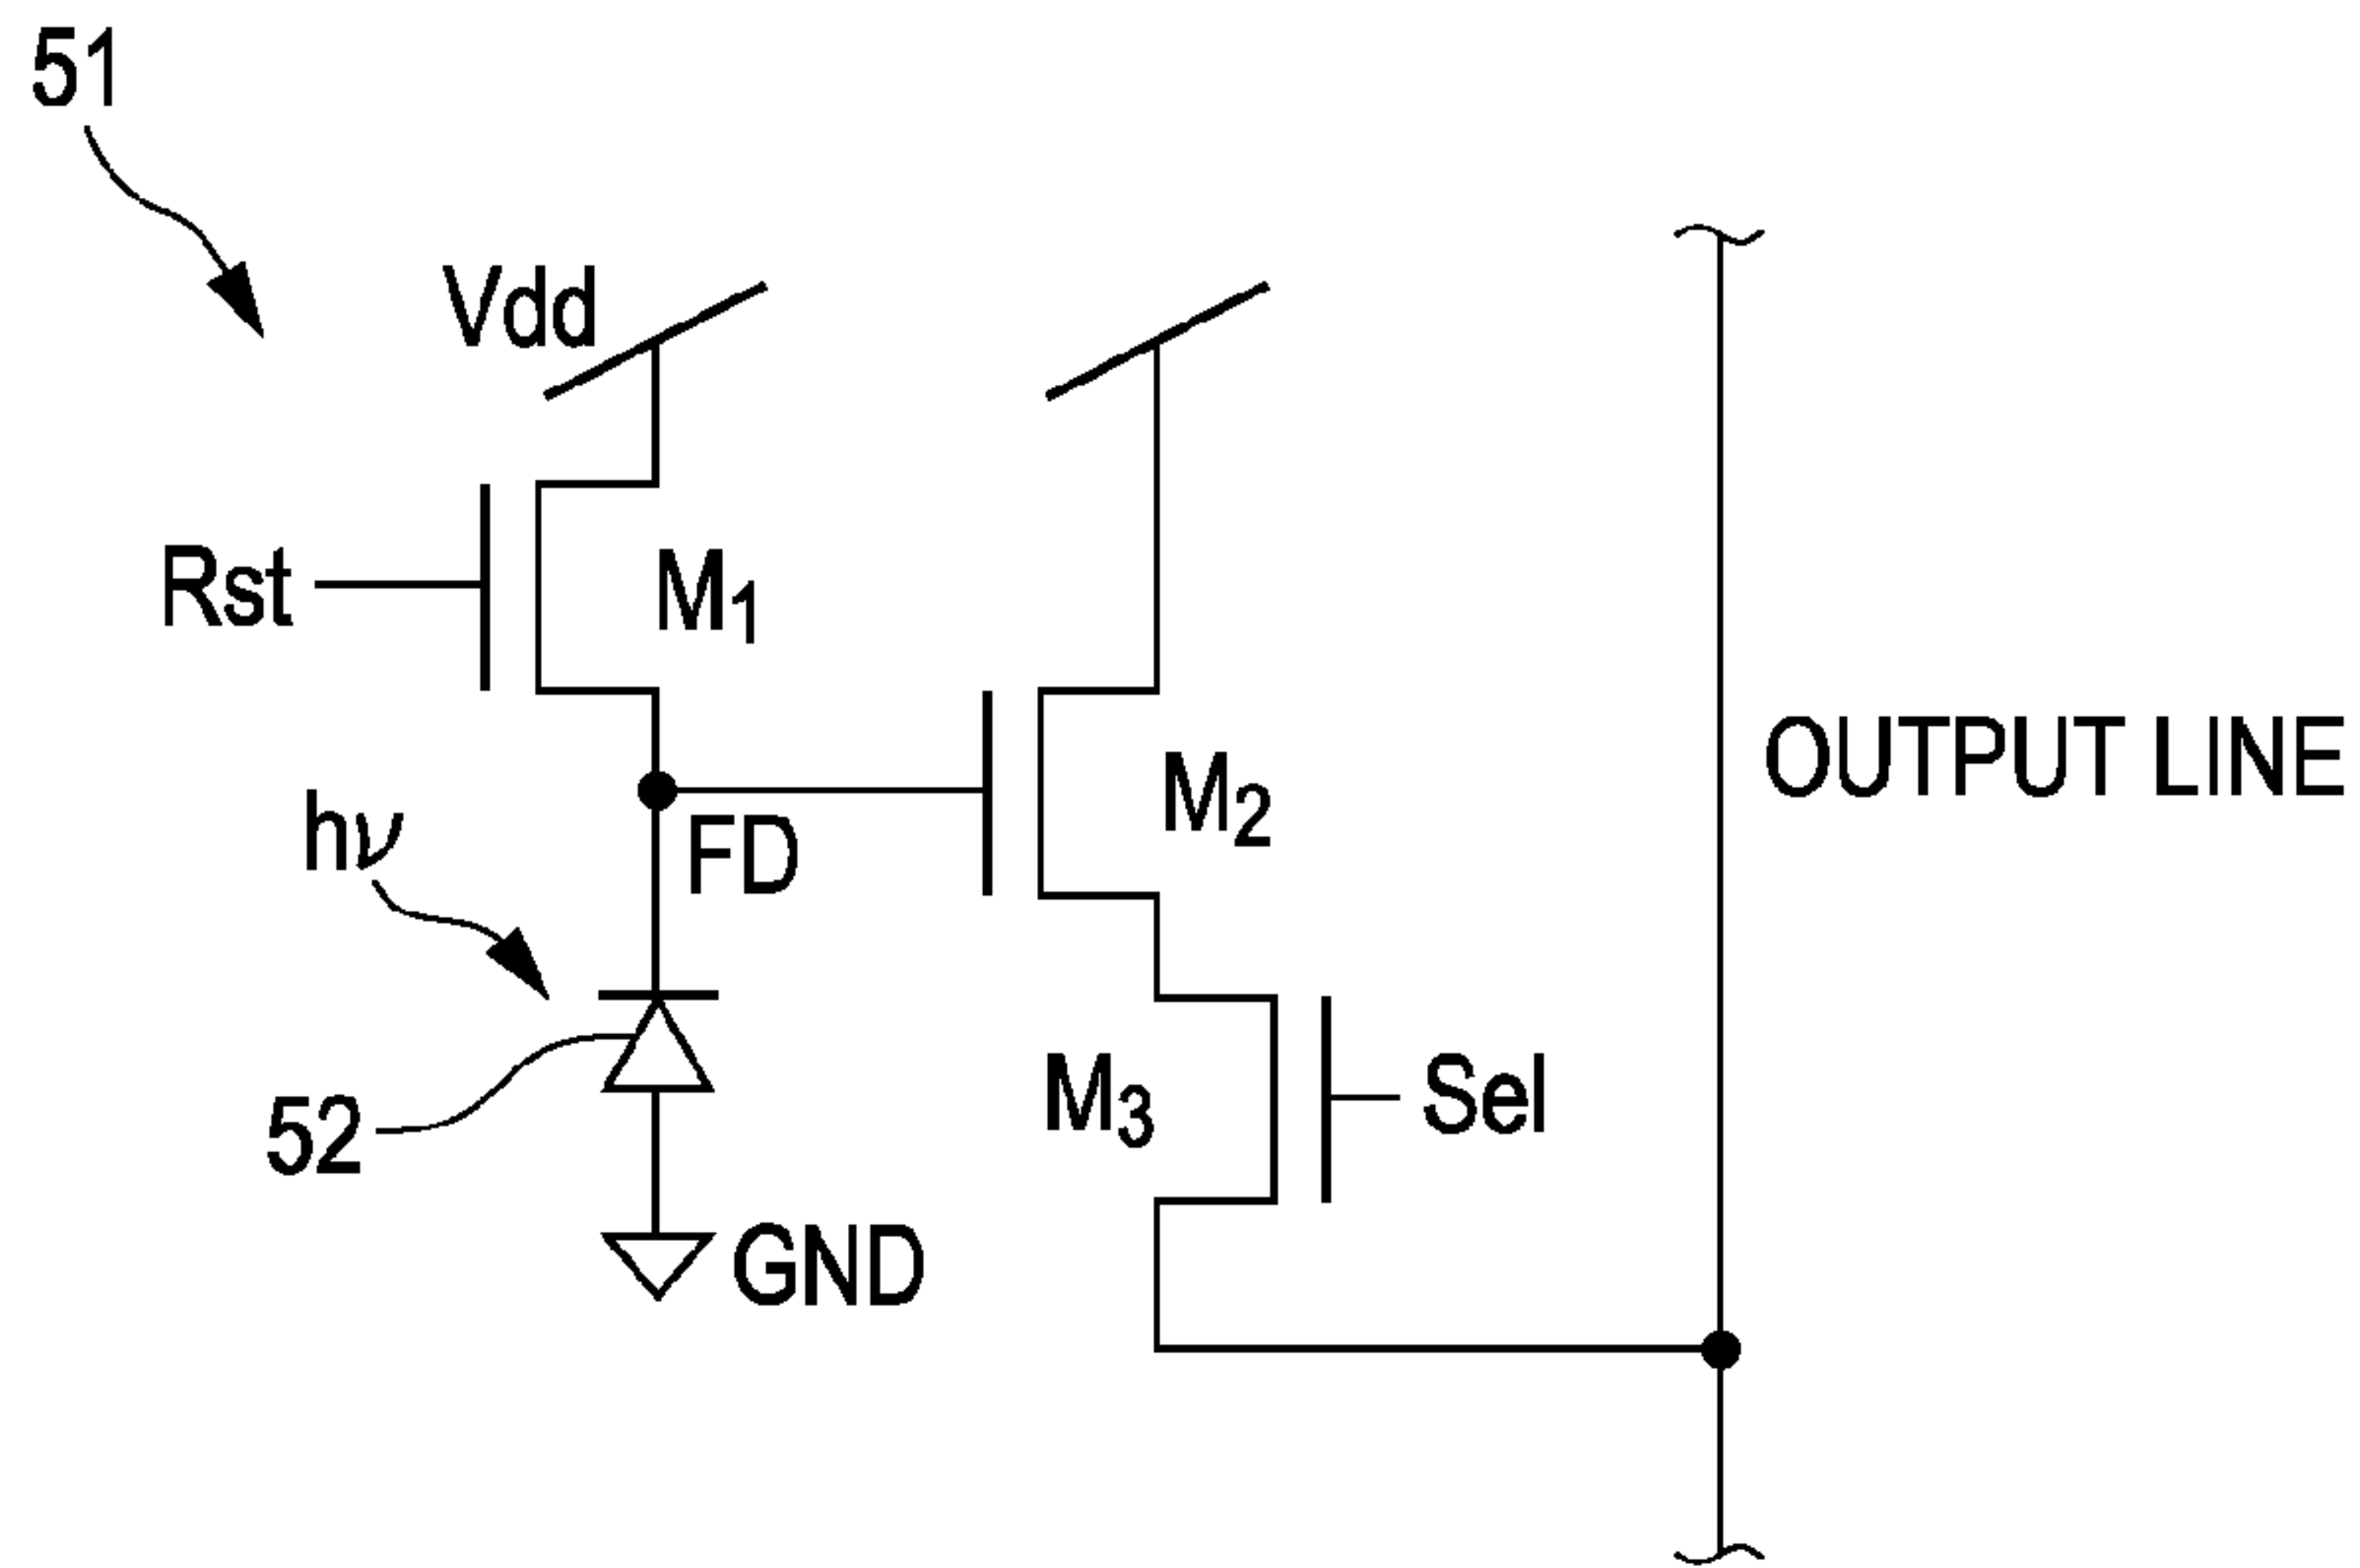 51
Vdd
Rst
M1
OUTPUT LINE
M2
hν
FD
M3
Sel
52
GND